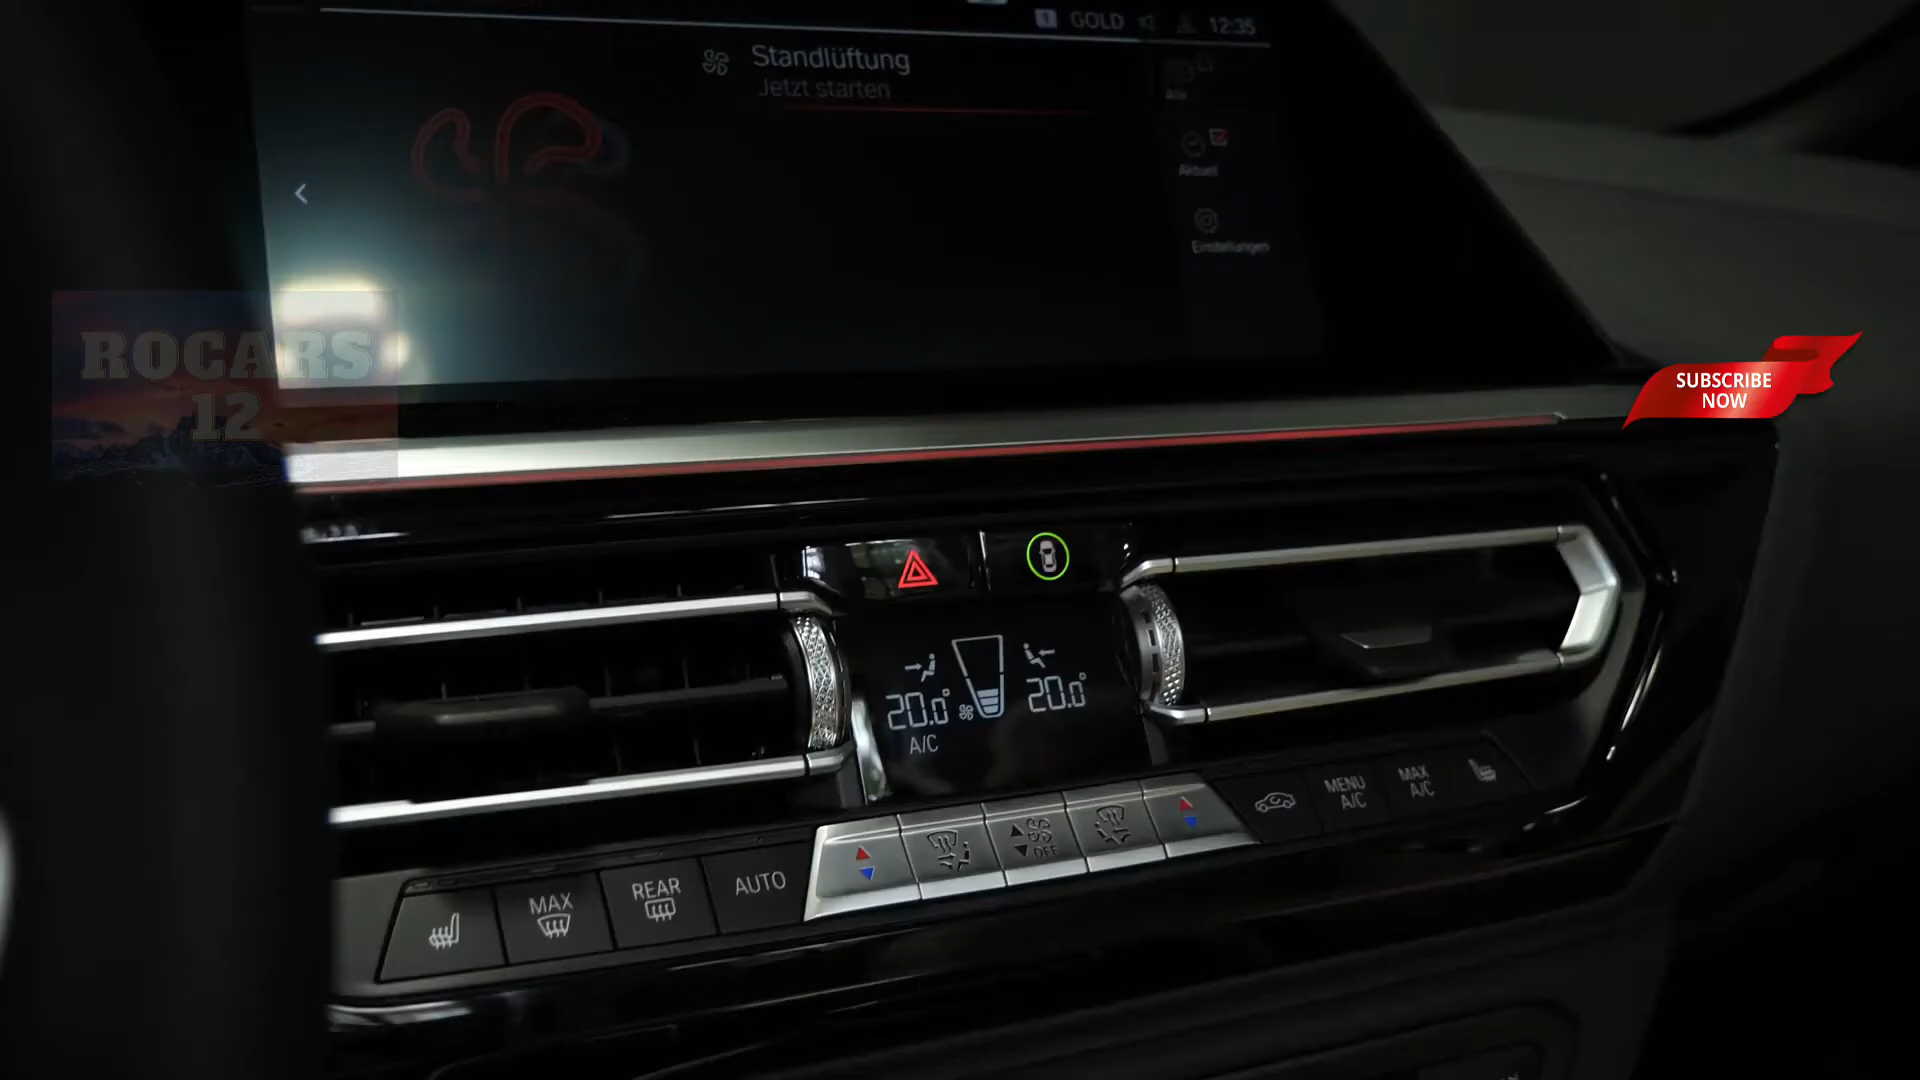 GOLD 12:35
Standlüftung
Jetzt starten
Aktuell
Einstellungen
ROCARS
12
SUBSCRIBE
NOW
20.0° 20.0°
A/C
MENU
A/C
MAX
A/C
OFF
AUTO
REAR
MAX